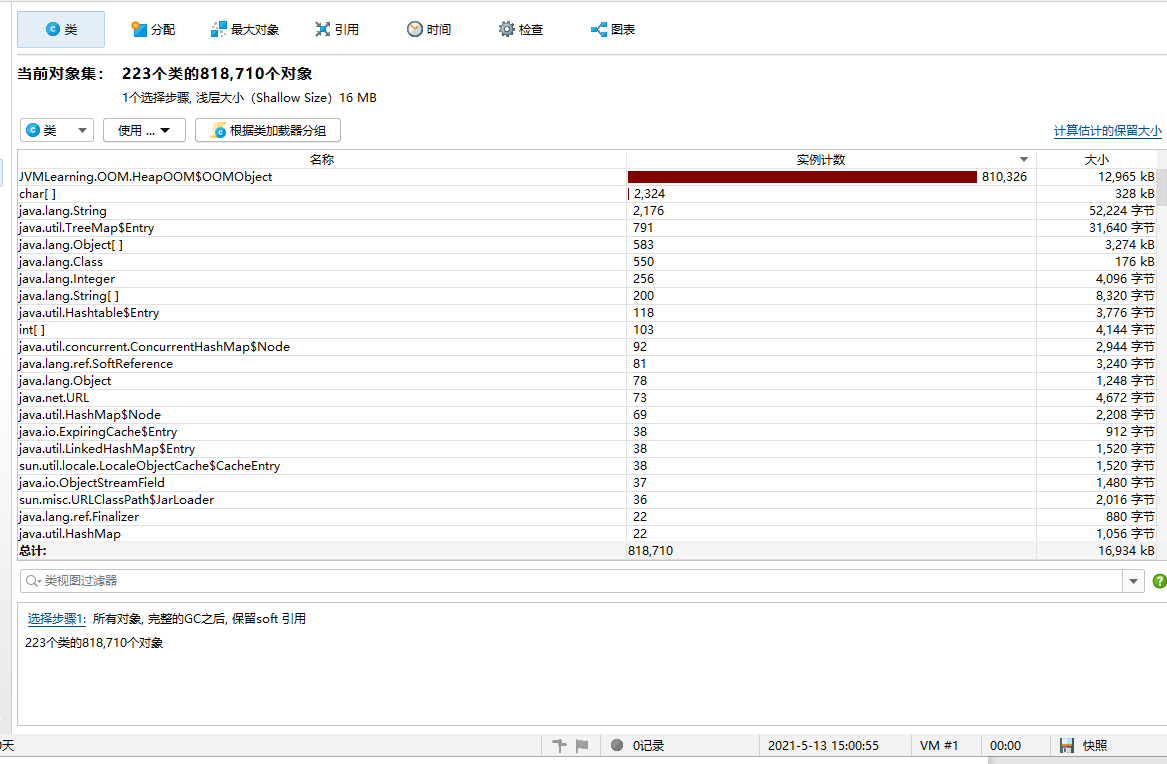 类 分配 最大对象 引用 时间 检查 图表
当前对象集： 223个类的818,710个对象
1个选择步骤, 浅层大小（Shallow Size）16 MB
类 使用 ... 根据类加载器分组 计算估计的保留大小
名称 实例计数 大小
JVMLearning.OOM.HeapOOM$OOMObject 810,326 12,965 kB
char[ ] 2,324 328 kB
java.lang.String 2,176 52,224 字节
java.util.TreeMap$Entry 791 31,640 字节
java.lang.Object[ ] 583 3,274 kB
java.lang.Class 550 176 kB
java.lang.Integer 256 4,096 字节
java.lang.String[ ] 200 8,320 字节
java.util.Hashtable$Entry 118 3,776 字节
int[ ] 103 4,144 字节
java.util.concurrent.ConcurrentHashMap$Node 92 2,944 字节
java.lang.ref.SoftReference 81 3,240 字节
java.lang.Object 78 1,248 字节
java.net.URL 73 4,672 字节
java.util.HashMap$Node 69 2,208 字节
java.io.ExpiringCache$Entry 38 912 字节
java.util.LinkedHashMap$Entry 38 1,520 字节
sun.util.locale.LocaleObjectCache$CacheEntry 38 1,520 字节
java.io.ObjectStreamField 37 1,480 字节
sun.misc.URLClassPath$JarLoader 36 2,016 字节
java.lang.ref.Finalizer 22 880 字节
java.util.HashMap 22 1,056 字节
总计: 818,710 16,934 kB
类视图过滤器
选择步骤1: 所有对象, 完整的GC之后, 保留soft 引用
223个类的818,710个对象
天 0记录 2021-5-13 15:00:55 VM #1 00:00 快照